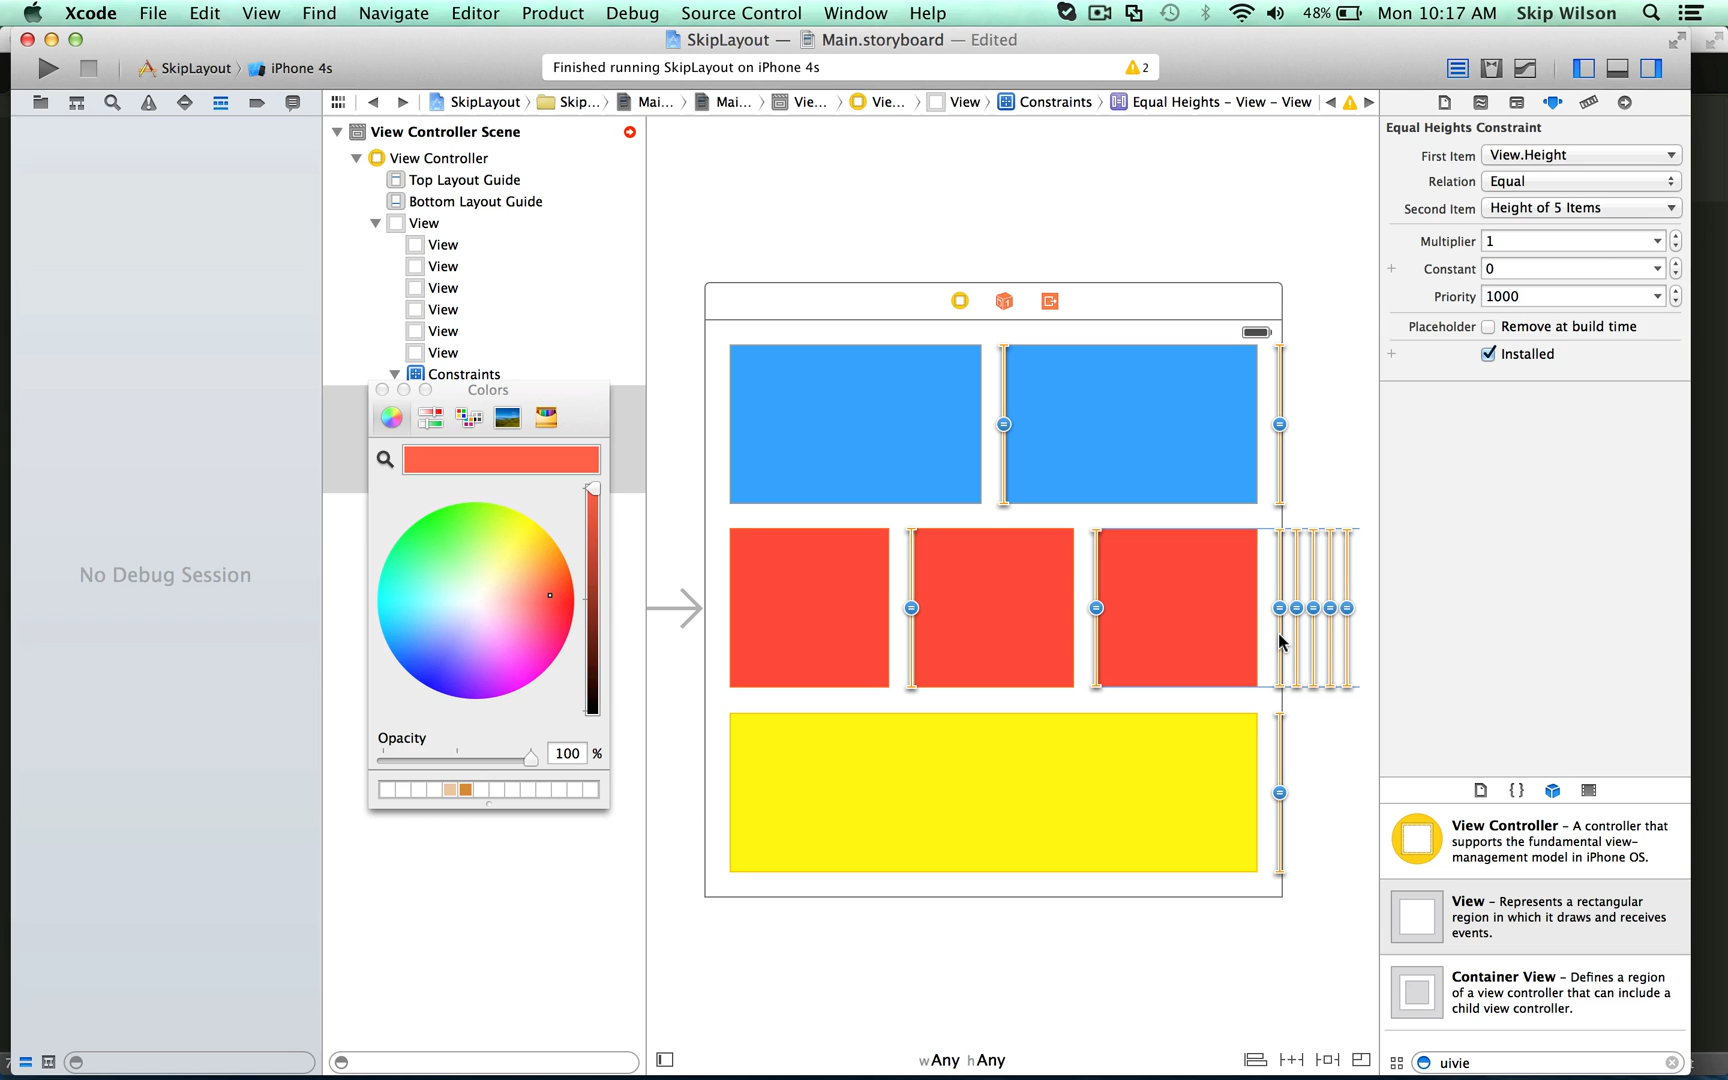 Xcode File Edit View Find Navigate Editor Product Debug Source Control Window Help 48% Mon 10:17 AM Skip Wilson
SkipLayout — Main.storyboard — Edited
SkipLayout iPhone 4s
Finished running SkipLayout on iPhone 4s 2
SkipLayout Skip... Mai... Mai... Vie... Vie... View Constraints Equal Heights - View - View
View Controller Scene
View Controller
Top Layout Guide
Bottom Layout Guide
View
View
View
View
View
View
View
Constraints
Colors
Opacity
100 %
No Debug Session
wAny hAny
Equal Heights Constraint
First Item View.Height
Relation Equal
Second Item Height of 5 Items
Multiplier 1
Constant 0
Priority 1000
Placeholder Remove at build time
Installed
View Controller - A controller that
supports the fundamental view-
management model in iPhone OS.
View - Represents a rectangular
region in which it draws and receives
events.
Container View - Defines a region
of a view controller that can include a
child view controller.
uivie